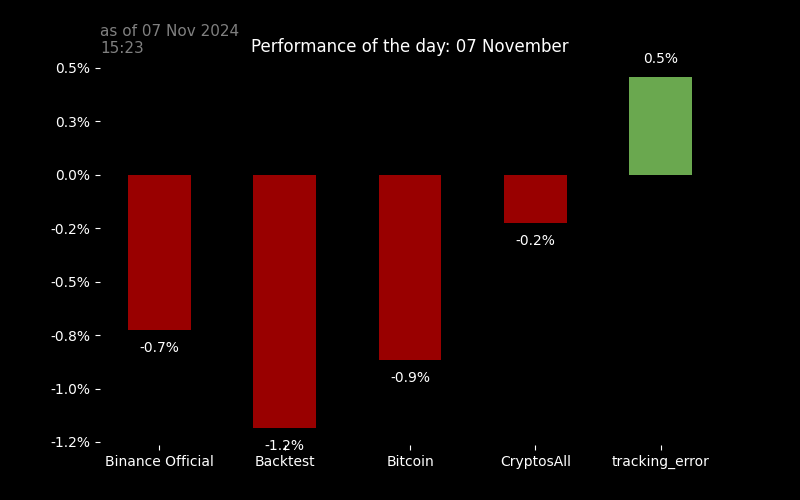 as of 07 Nov 2024
15:23
Performance of the day: 07 November
0.5%
0.5%
0.3%
0.0%
-0.2%
-0.5%
-0.8%
-1.0%
-1.2%
-0.2%
-0.7%
-0.9%
-1.2%
Binance Official
Backtest
Bitcoin
CryptosAll
tracking_error